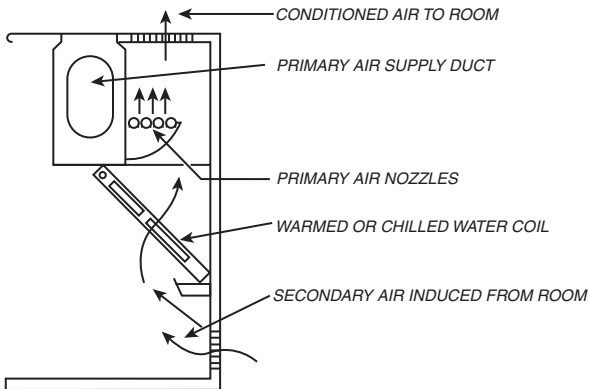 CONDITIONED AIR TO ROOM
PRIMARY AIR SUPPLY DUCT
PRIMARY AIR NOZZLES
WARMED OR CHILLED WATER COIL
SECONDARY AIR INDUCED FROM ROOM